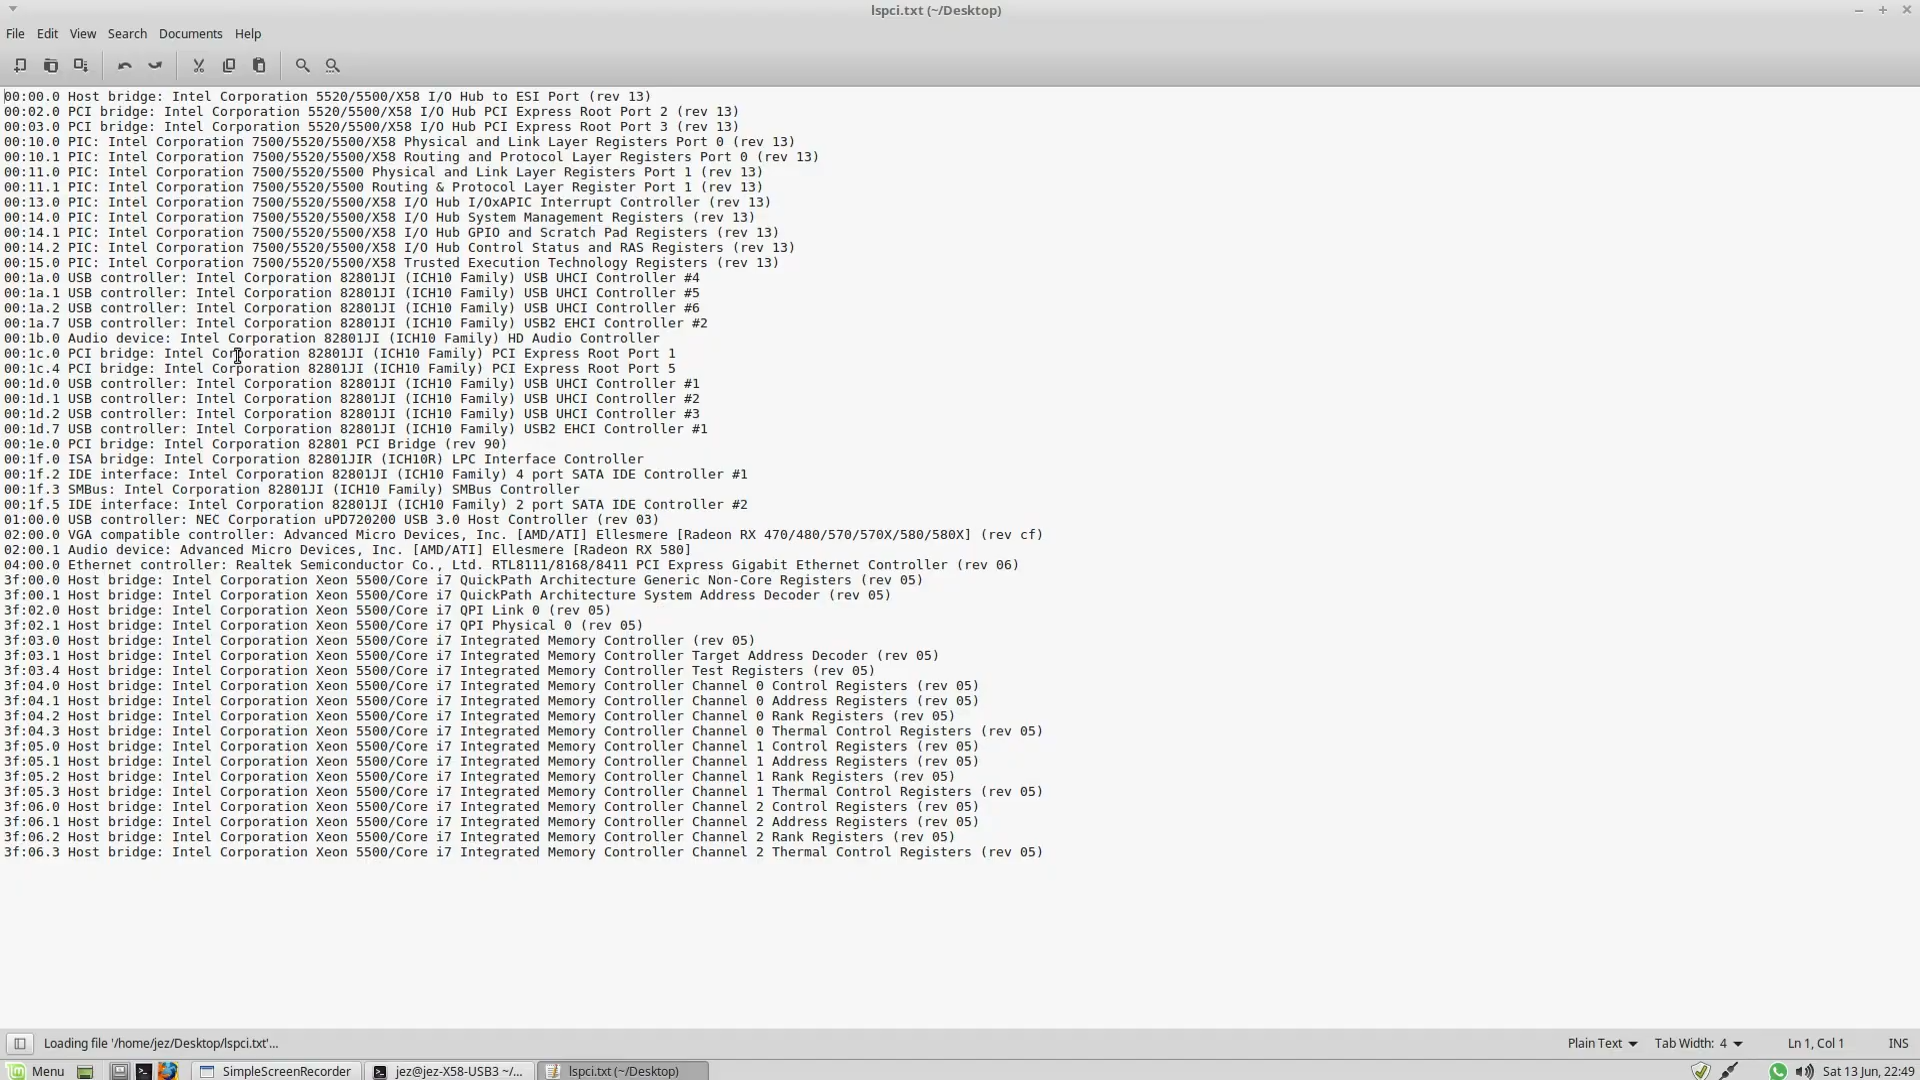 lspci.txt (~/Desktop)
File Edit View Search Documents Help
00:00.0 Host bridge: Intel Corporation 5520/5500/X58 I/O Hub to ESI Port (rev 13)
00:02.0 PCI bridge: Intel Corporation 5520/5500/X58 I/O Hub PCI Express Root Port 2 (rev 13)
00:03.0 PCI bridge: Intel Corporation 5520/5500/X58 I/O Hub PCI Express Root Port 3 (rev 13)
00:10.0 PIC: Intel Corporation 7500/5520/5500/X58 Physical and Link Layer Registers Port 0 (rev 13)
00:10.1 PIC: Intel Corporation 7500/5520/5500/X58 Routing and Protocol Layer Registers Port 0 (rev 13)
00:11.0 PIC: Intel Corporation 7500/5520/5500 Physical and Link Layer Registers Port 1 (rev 13)
00:11.1 PIC: Intel Corporation 7500/5520/5500 Routing & Protocol Layer Register Port 1 (rev 13)
00:13.0 PIC: Intel Corporation 7500/5520/5500/X58 I/O Hub I/OxAPIC Interrupt Controller (rev 13)
00:14.0 PIC: Intel Corporation 7500/5520/5500/X58 I/O Hub System Management Registers (rev 13)
00:14.1 PIC: Intel Corporation 7500/5520/5500/X58 I/O Hub GPIO and Scratch Pad Registers (rev 13)
00:14.2 PIC: Intel Corporation 7500/5520/5500/X58 I/O Hub Control Status and RAS Registers (rev 13)
00:15.0 PIC: Intel Corporation 7500/5520/5500/X58 Trusted Execution Technology Registers (rev 13)
00:1a.0 USB controller: Intel Corporation 82801JI (ICH10 Family) USB UHCI Controller #4
00:1a.1 USB controller: Intel Corporation 82801JI (ICH10 Family) USB UHCI Controller #5
00:1a.2 USB controller: Intel Corporation 82801JI (ICH10 Family) USB UHCI Controller #6
00:1a.7 USB controller: Intel Corporation 82801JI (ICH10 Family) USB2 EHCI Controller #2
00:1b.0 Audio device: Intel Corporation 82801JI (ICH10 Family) HD Audio Controller
00:1c.0 PCI bridge: Intel Corporation 82801JI (ICH10 Family) PCI Express Root Port 1
00:1c.4 PCI bridge: Intel Corporation 82801JI (ICH10 Family) PCI Express Root Port 5
00:1d.0 USB controller: Intel Corporation 82801JI (ICH10 Family) USB UHCI Controller #1
00:1d.1 USB controller: Intel Corporation 82801JI (ICH10 Family) USB UHCI Controller #2
00:1d.2 USB controller: Intel Corporation 82801JI (ICH10 Family) USB UHCI Controller #3
00:1d.7 USB controller: Intel Corporation 82801JI (ICH10 Family) USB2 EHCI Controller #1
00:1e.0 PCI bridge: Intel Corporation 82801 PCI Bridge (rev 90)
00:1f.0 ISA bridge: Intel Corporation 82801JIR (ICH10R) LPC Interface Controller
00:1f.2 IDE interface: Intel Corporation 82801JI (ICH10 Family) 4 port SATA IDE Controller #1
00:1f.3 SMBus: Intel Corporation 82801JI (ICH10 Family) SMBus Controller
00:1f.5 IDE interface: Intel Corporation 82801JI (ICH10 Family) 2 port SATA IDE Controller #2
01:00.0 USB controller: NEC Corporation uPD720200 USB 3.0 Host Controller (rev 03)
02:00.0 VGA compatible controller: Advanced Micro Devices, Inc. [AMD/ATI] Ellesmere [Radeon RX 470/480/570/570X/580/580X] (rev cf)
02:00.1 Audio device: Advanced Micro Devices, Inc. [AMD/ATI] Ellesmere [Radeon RX 580]
04:00.0 Ethernet controller: Realtek Semiconductor Co., Ltd. RTL8111/8168/8411 PCI Express Gigabit Ethernet Controller (rev 06)
3f:00.0 Host bridge: Intel Corporation Xeon 5500/Core i7 QuickPath Architecture Generic Non-Core Registers (rev 05)
3f:00.1 Host bridge: Intel Corporation Xeon 5500/Core i7 QuickPath Architecture System Address Decoder (rev 05)
3f:02.0 Host bridge: Intel Corporation Xeon 5500/Core i7 QPI Link 0 (rev 05)
3f:02.1 Host bridge: Intel Corporation Xeon 5500/Core i7 QPI Physical 0 (rev 05)
3f:03.0 Host bridge: Intel Corporation Xeon 5500/Core i7 Integrated Memory Controller (rev 05)
3f:03.1 Host bridge: Intel Corporation Xeon 5500/Core i7 Integrated Memory Controller Target Address Decoder (rev 05)
3f:03.4 Host bridge: Intel Corporation Xeon 5500/Core i7 Integrated Memory Controller Test Registers (rev 05)
3f:04.0 Host bridge: Intel Corporation Xeon 5500/Core i7 Integrated Memory Controller Channel 0 Control Registers (rev 05)
3f:04.1 Host bridge: Intel Corporation Xeon 5500/Core i7 Integrated Memory Controller Channel 0 Address Registers (rev 05)
3f:04.2 Host bridge: Intel Corporation Xeon 5500/Core i7 Integrated Memory Controller Channel 0 Rank Registers (rev 05)
3f:04.3 Host bridge: Intel Corporation Xeon 5500/Core i7 Integrated Memory Controller Channel 0 Thermal Control Registers (rev 05)
3f:05.0 Host bridge: Intel Corporation Xeon 5500/Core i7 Integrated Memory Controller Channel 1 Control Registers (rev 05)
3f:05.1 Host bridge: Intel Corporation Xeon 5500/Core i7 Integrated Memory Controller Channel 1 Address Registers (rev 05)
3f:05.2 Host bridge: Intel Corporation Xeon 5500/Core i7 Integrated Memory Controller Channel 1 Rank Registers (rev 05)
3f:05.3 Host bridge: Intel Corporation Xeon 5500/Core i7 Integrated Memory Controller Channel 1 Thermal Control Registers (rev 05)
3f:06.0 Host bridge: Intel Corporation Xeon 5500/Core i7 Integrated Memory Controller Channel 2 Control Registers (rev 05)
3f:06.1 Host bridge: Intel Corporation Xeon 5500/Core i7 Integrated Memory Controller Channel 2 Address Registers (rev 05)
3f:06.2 Host bridge: Intel Corporation Xeon 5500/Core i7 Integrated Memory Controller Channel 2 Rank Registers (rev 05)
3f:06.3 Host bridge: Intel Corporation Xeon 5500/Core i7 Integrated Memory Controller Channel 2 Thermal Control Registers (rev 05)
Loading file '/home/jez/Desktop/lspci.txt'... Plain Text Tab Width: 4 Ln 1, Col 1 INS
Menu SimpleScreenRecorder jez@jez-X58-USB3 ~/... lspci.txt (~/Desktop) Sat 13 Jun, 22:49